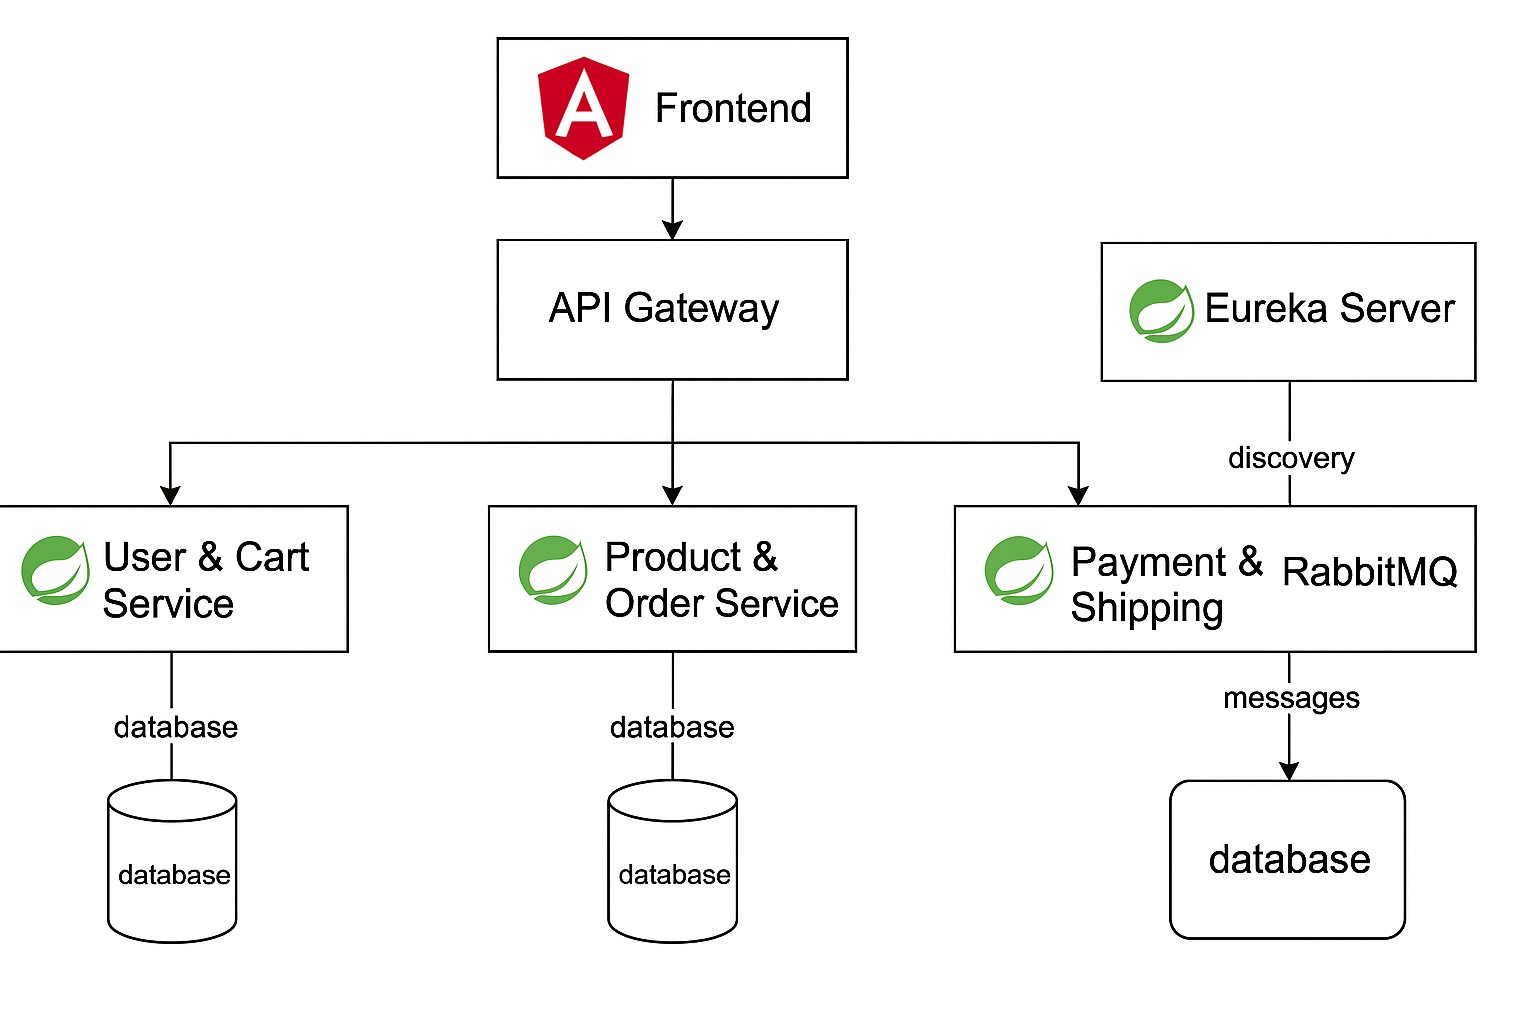 Frontend
API Gateway
Eureka Server
discovery
User & Cart
Service
Product &
Order Service
Payment &
Shipping
RabbitMQ
database
database
messages
database
database
database